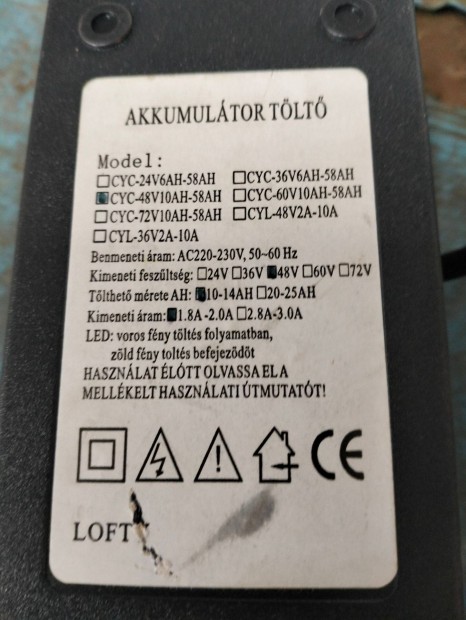 AKKUMULÁTOR TÖLTŐ
Model:
☐CYC-24V6AH-58AH ☐CYC-36V6AH-58AH
■CYC-48V10AH-58AH ☐CYC-60V10AH-58AH
☐CYC-72V10AH-58AH ☐CYL-48V2A-10A
☐CYL-36V2A-10A
Benmeneti áram: AC220-230V, 50~60 Hz
Kimeneti feszültség: ☐24V ☐36V ■48V ☐60V ☐72V
Tölthető mérete AH: ■10-14AH ☐20-25AH
Kimeneti áram: ■1.8A -2.0A ☐2.8A-3.0A
LED: voros fény töltés folyamatban,
zöld fény toltés befejeződöt
HASZNÁLAT ÉLŐTT OLVASSA EL A
MELLÉKELT HASZNÁLATI ÚTMUTATÓT!
CE
LOFT